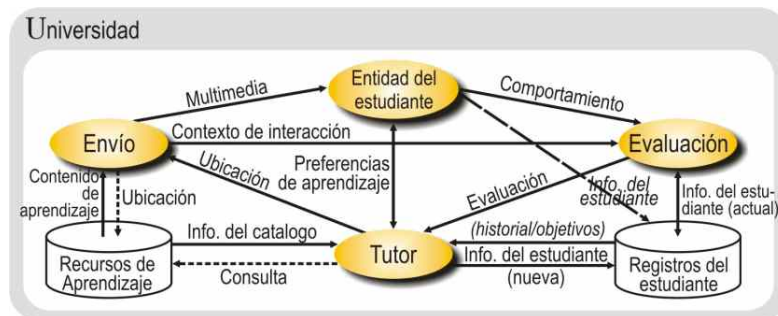 Universidad
Entidad del
estudiante
Multimedia
Comportamiento
Envío
Contexto de interacción
Evaluación
Contenido
de
aprendizaje
Ubicación
Ubicación
Preferencias
de aprendizaje
Evaluación
Info. del
estudiante
Info. del estu-
diante (actual)
Recursos de
Aprendizaje
Info. del catalogo
Consulta
Tutor
(historial/objetivos)
Info. del estudiante
(nueva)
Registros del
estudiante